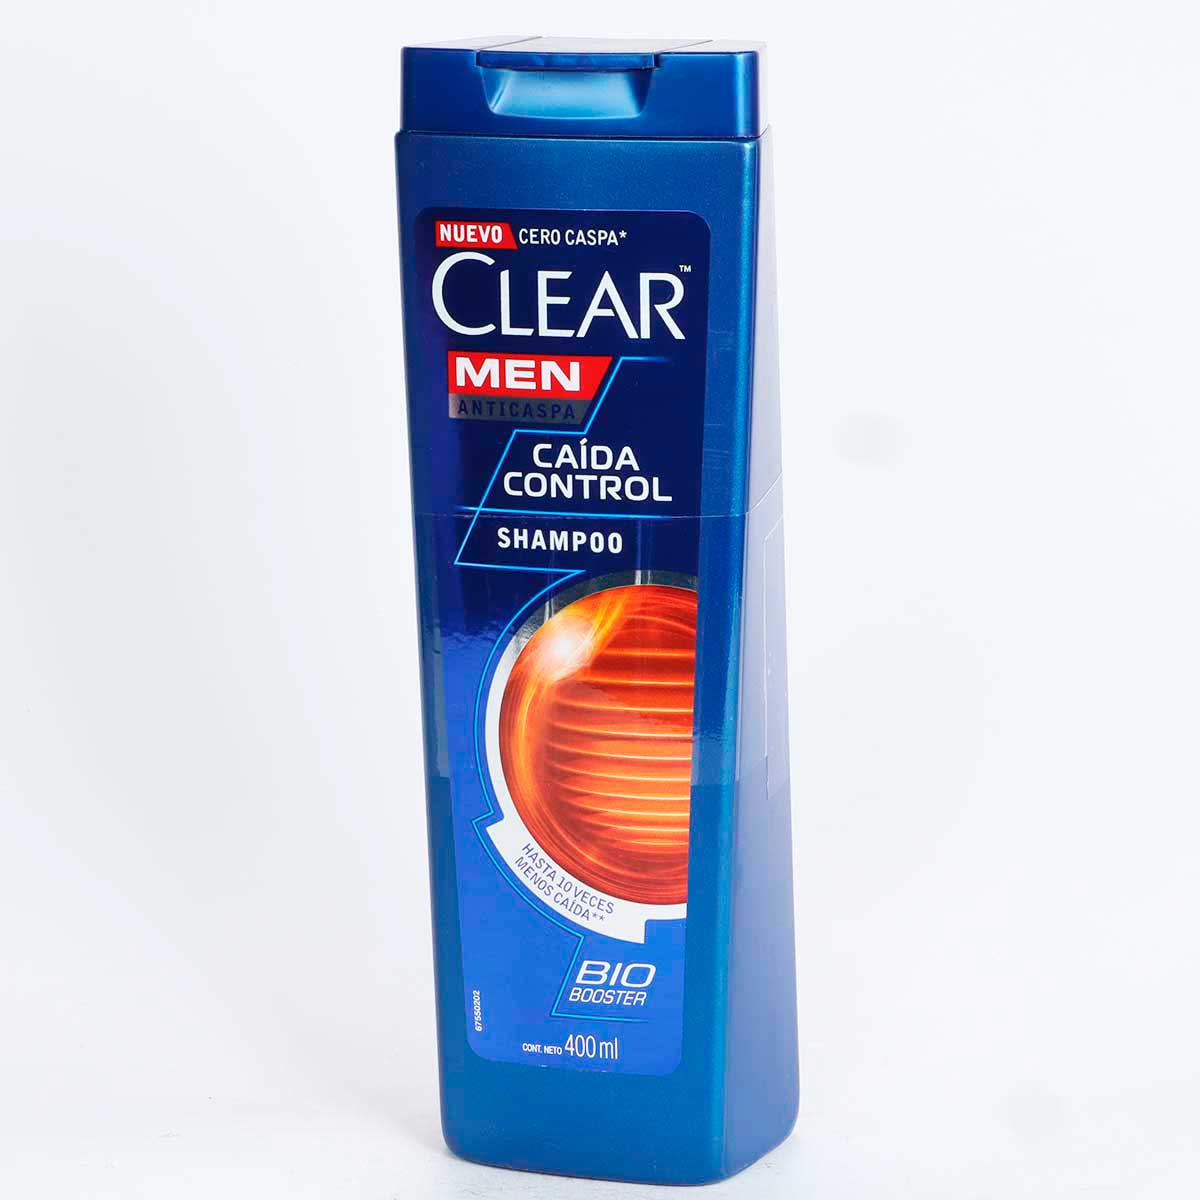 NUEVO CERO CASPA*
CLEAR™
MEN
ANTICASPA
CAÍDA
CONTROL
SHAMPOO
HASTA 10 VECES
MENOS CAÍDA**
BIO
BOOSTER
67550202
CONT. NETO 400 ml